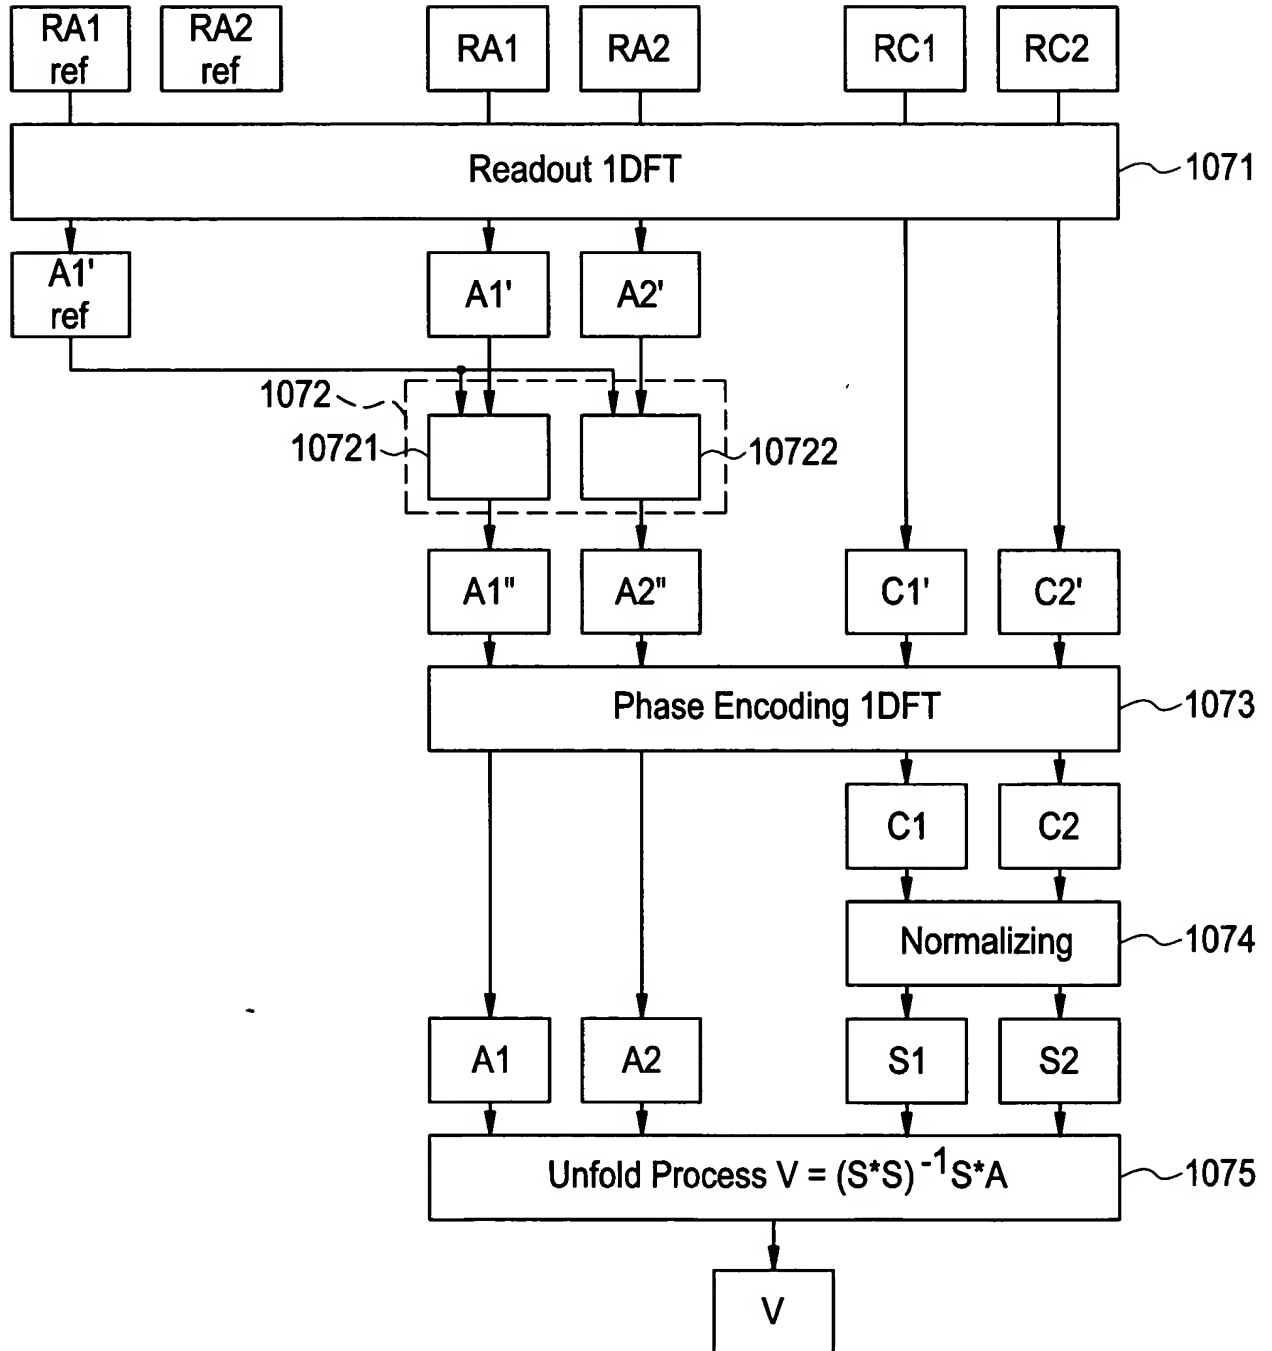 RA1 ref
RA2 ref
RA1
RA2
RC1
RC2
Readout 1DFT
1071
A1' ref
A1'
A2'
1072
10721
10722
A1"
A2"
C1'
C2'
Phase Encoding 1DFT
1073
C1
C2
Normalizing
1074
A1
A2
S1
S2
Unfold Process V = (S*S)⁻¹ S*A
1075
V